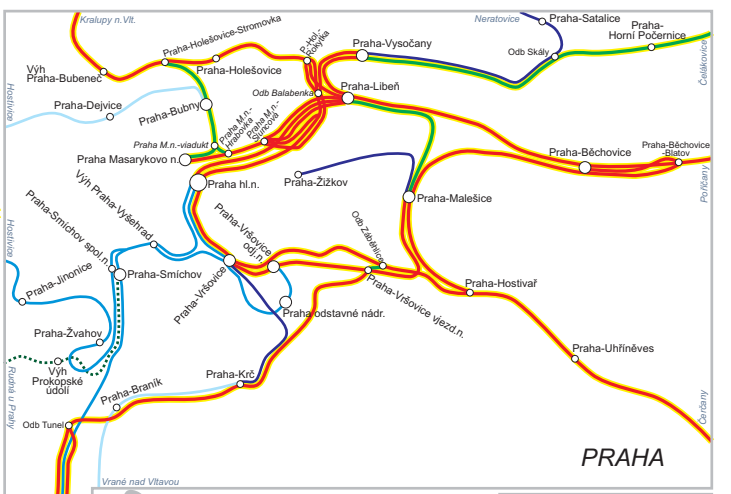 Kralupy n.Vlt.
Neratovice
Praha-Satalice
Praha-
Horní Počernice
Praha-Holešovice-Stromovka
P.-Hol.-
Rokytka
Praha-Vysočany
Odb Skály
Čelákovice
Výh
Praha-Bubeneč
Praha-Holešovice
Hostivice
Praha-Dejvice
Praha-Bubny
Odb Balabenka
Praha-Libeň
Praha M.n.-
Hrabovka
Praha M.n.-
Sluncová
Praha M.n.-viadukt
Praha Masarykovo n.
Praha-Běchovice
Praha-Běchovice
-Blatov
Poříčany
Praha hl.n.
Praha-Žižkov
Praha-Malešice
Výh Praha-Vyšehrad
Praha-Smíchov spol.n.
Praha-Vršovice
odj.n.
Odb Záběhlice
Hostivice
Praha-Jinonice
Praha-Smíchov
Praha-Vršovice
Praha-Vršovice vjezd.n.
Praha-Hostivař
Praha odstavné nádr.
Praha-Žvahov
Praha-Uhříněves
Výh
Prokopské
údólí
Praha-Krč
Praha-Braník
Rudná u Prahy
Odb Tunel
Čerčany
PRAHA
Vrané nad Vltavou